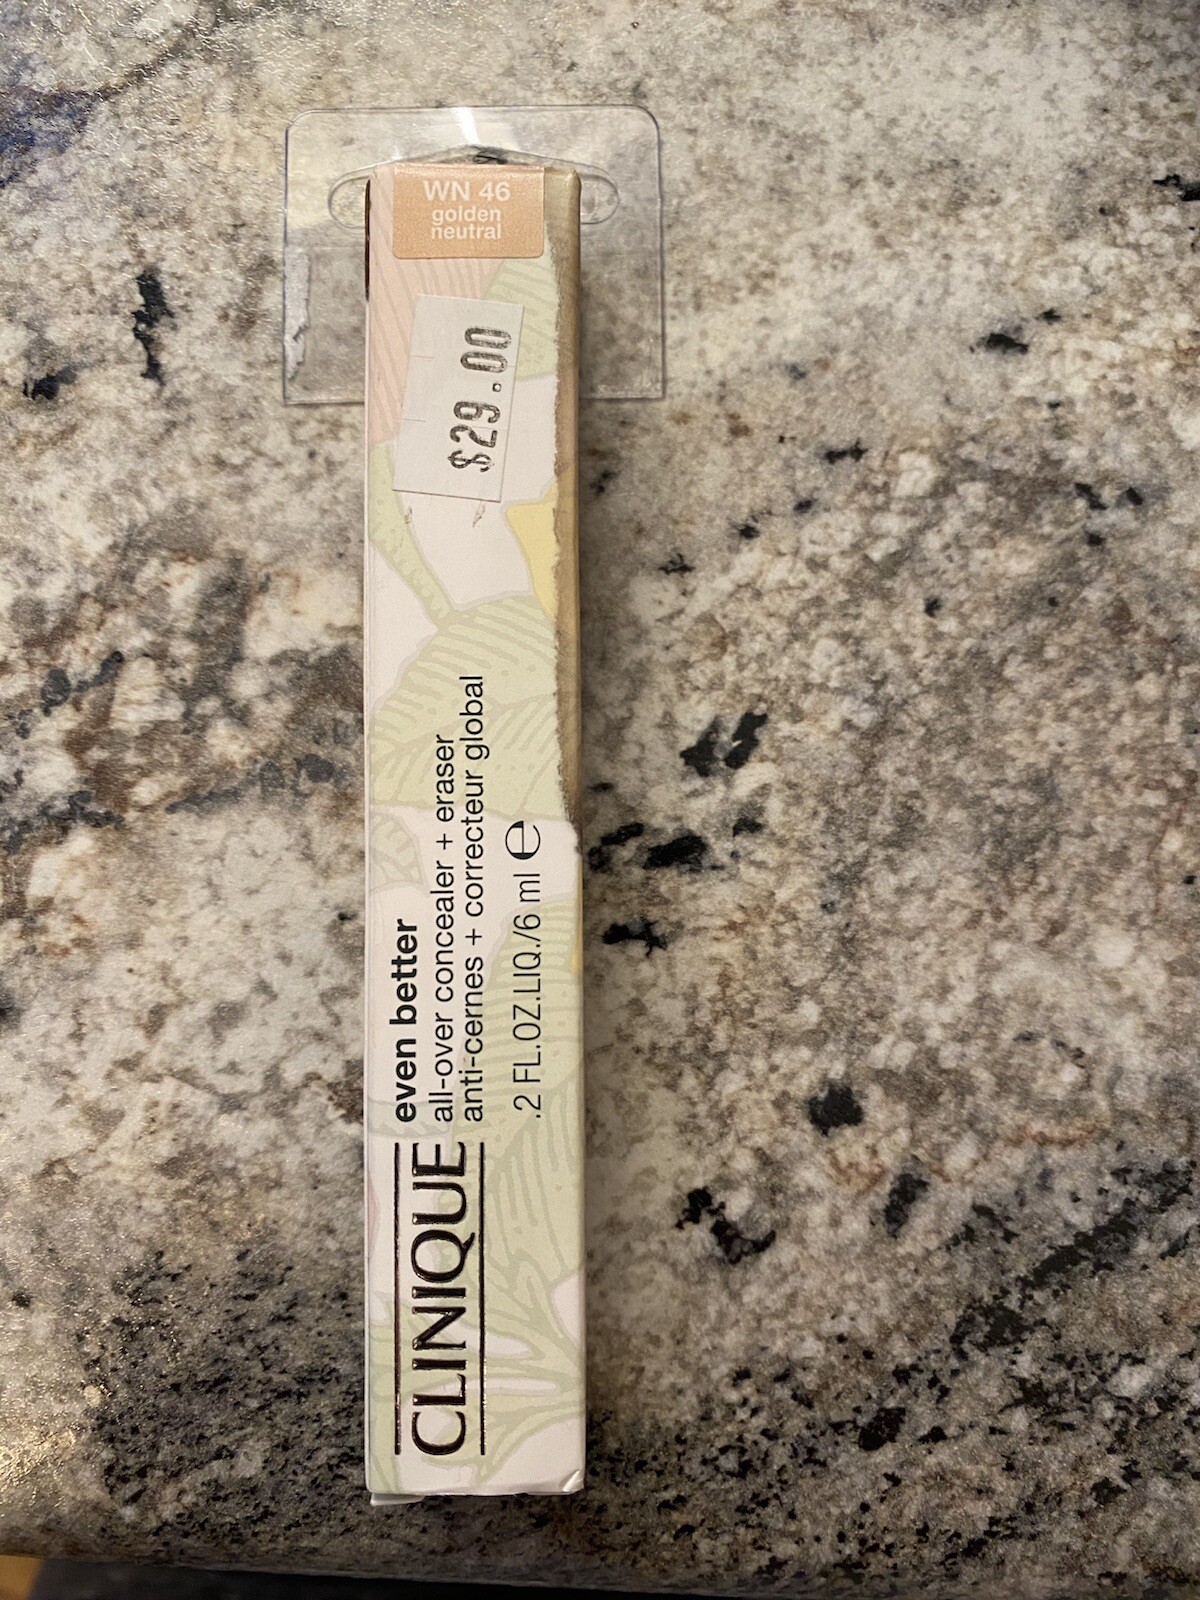 WN 46
golden
neutral
$29.00
CLINIQUE
even better
all-over concealer + eraser
anti-cernes + correcteur global
.2 FL.OZ.LIQ./6 ml ℮